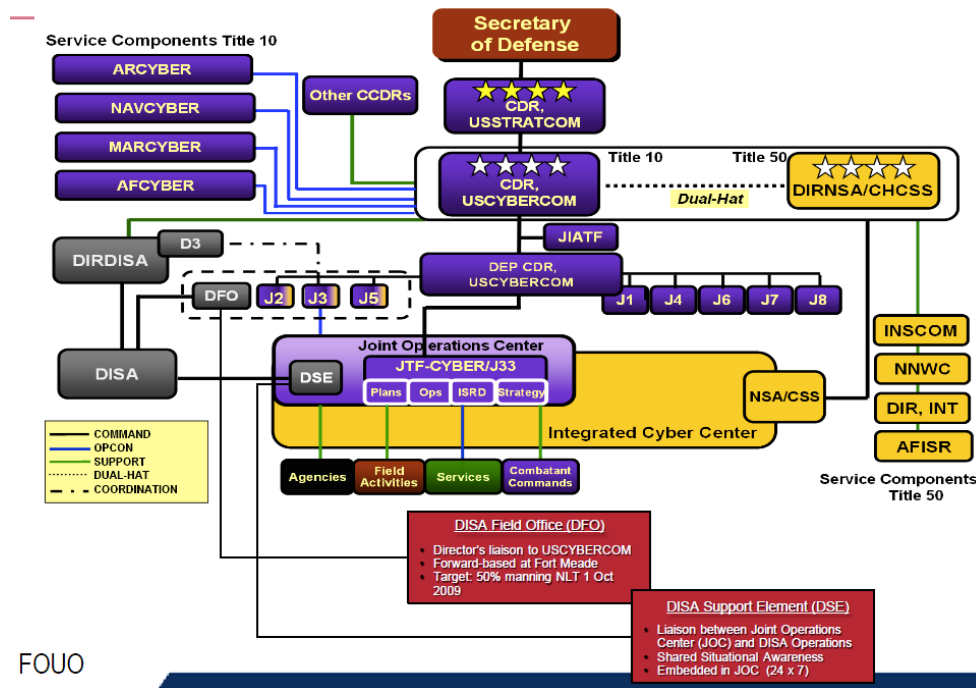 Secretary
of Defense
Service Components Title 10
ARCYBER
NAVCYBER
MARCYBER
AFCYBER
Other CCDRs
CDR,
USSTRATCOM
CDR,
USCYBERCOM
Title 10
Title 50
Dual-Hat
DIRNSA/CHCSS
JIATF
DEP CDR,
USCYBERCOM
D3
DIRDISA
DFO
J2
J3
J5
J1
J4
J6
J7
J8
DISA
Joint Operations Center
DSE
JTF-CYBER/J33
Plans
Ops
ISRD
Strategy
Integrated Cyber Center
NSA/CSS
INSCOM
NNWC
DIR, INT
AFISR
Service Components
Title 50
COMMAND
OPCON
SUPPORT
DUAL-HAT
COORDINATION
Agencies
Field
Activities
Services
Combatant
Commands
DISA Field Office (DFO)
• Director's liaison to USCYBERCOM
• Forward-based at Fort Meade
• Target: 50% manning NLT 1 Oct
2009
DISA Support Element (DSE)
• Liaison between Joint Operations
Center (JOC) and DISA Operations
• Shared Situational Awareness
• Embedded in JOC (24 x 7)
FOUO